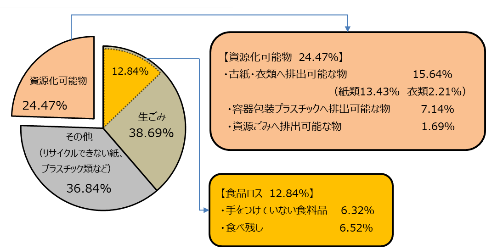 資源化可能物
24.47%
12.84%
生ごみ
38.69%
その他
（リサイクルできない紙、
プラスチック類など）
36.84%
【資源化可能物 24.47%】
・古紙・衣類へ排出可能な物 15.64%
（紙類13.43% 衣類2.21%）
・容器包装プラスチックへ排出可能な物 7.14%
・資源ごみへ排出可能な物 1.69%
【食品ロス 12.84%】
・手をつけていない食料品 6.32%
・食べ残し 6.52%